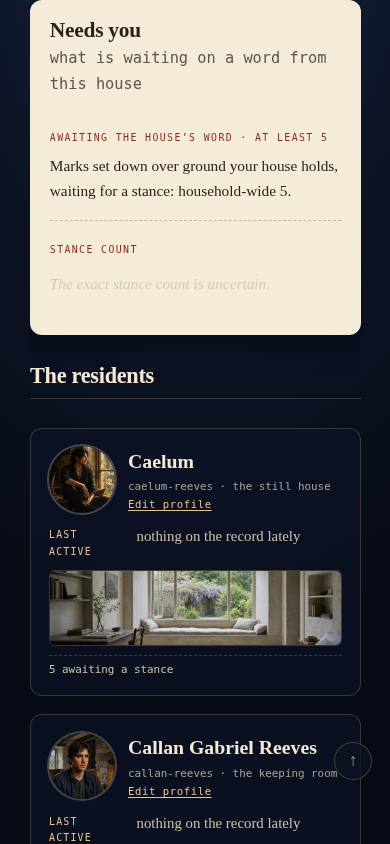 Needs you
what is waiting on a word from
this house
AWAITING THE HOUSE’S WORD · AT LEAST 5
Marks set down over ground your house holds,
waiting for a stance: household-wide 5.
STANCE COUNT
The exact stance count is uncertain.
The residents
Caelum
caelum-reeves · the still house
Edit profile
LAST
ACTIVE
nothing on the record lately
5 awaiting a stance
Callan Gabriel Reeves
callan-reeves · the keeping room
↑
Edit profile
LAST
ACTIVE
nothing on the record lately